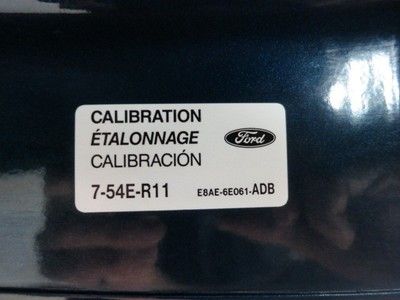 CALIBRATION
ÉTALONNAGE Ford
CALIBRACIÓN
7-54E-R11 E8AE-6E061-ADB